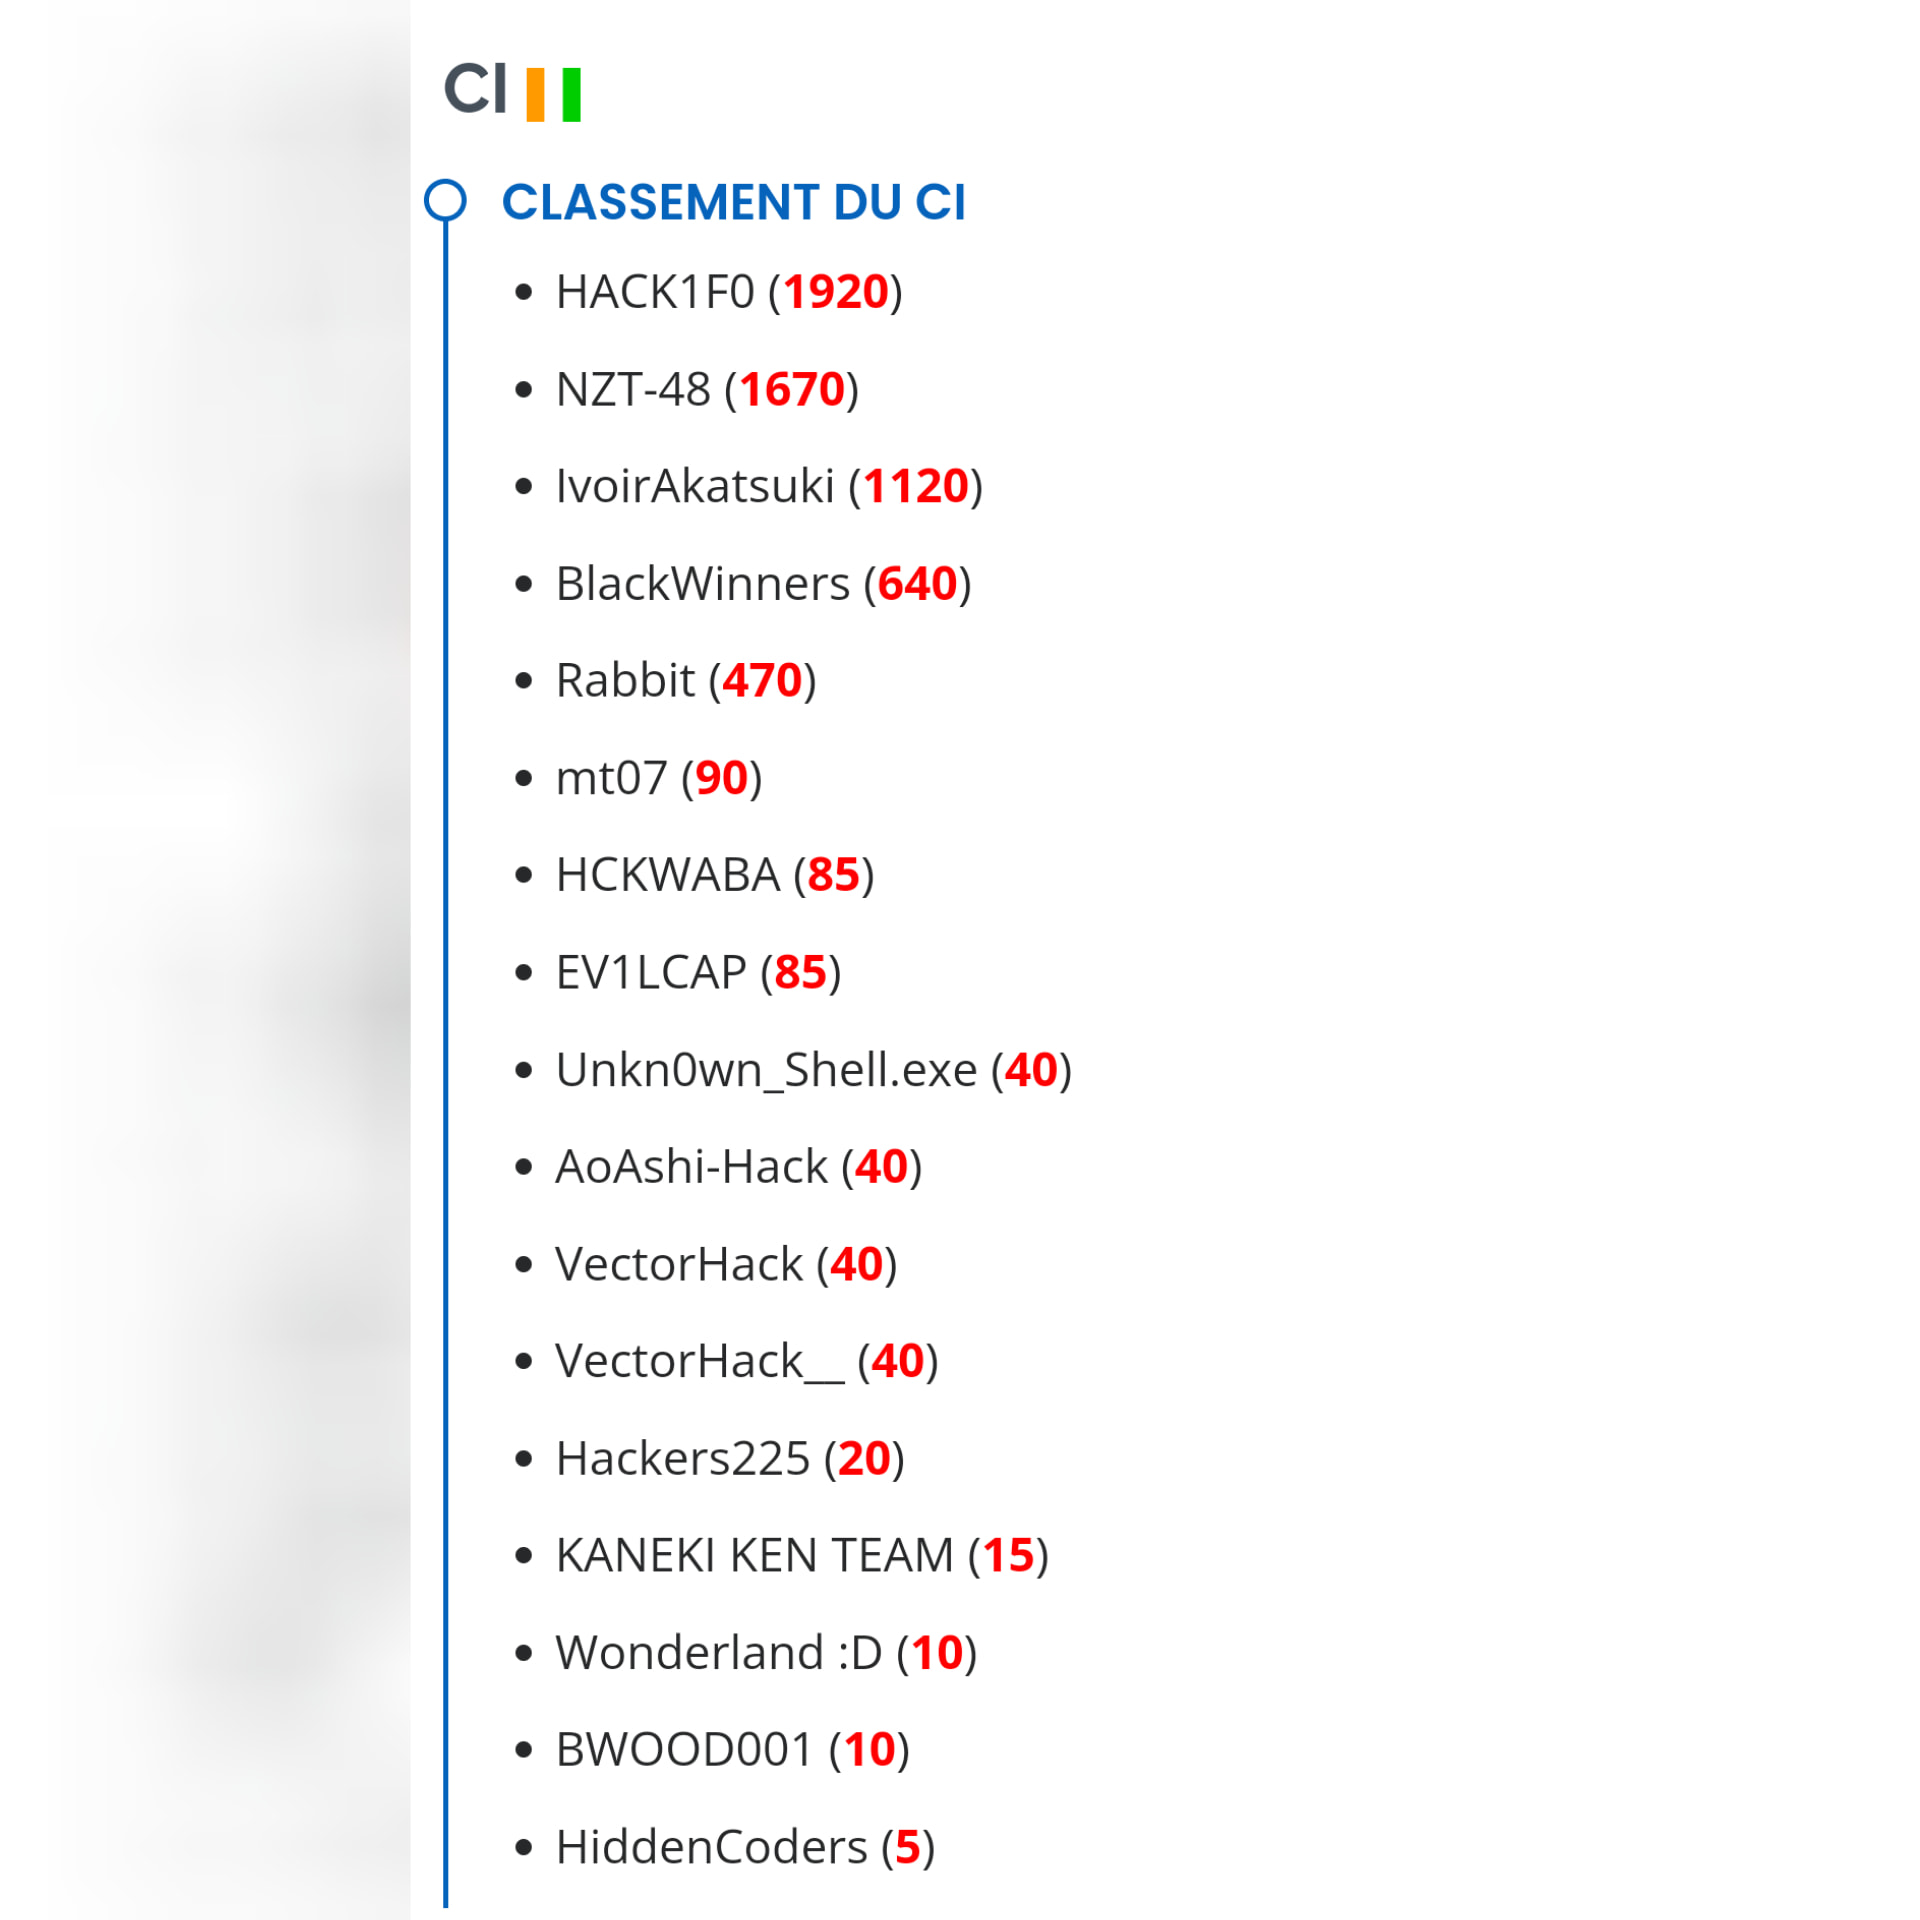 CI
CLASSEMENT DU CI
HACK1F0 (1920)
NZT-48 (1670)
IvoirAkatsuki (1120)
BlackWinners (640)
Rabbit (470)
mt07 (90)
HCKWABA (85)
EV1LCAP (85)
Unkn0wn_Shell.exe (40)
AoAshi-Hack (40)
VectorHack (40)
VectorHack__ (40)
Hackers225 (20)
KANEKI KEN TEAM (15)
Wonderland :D (10)
BWOOD001 (10)
HiddenCoders (5)